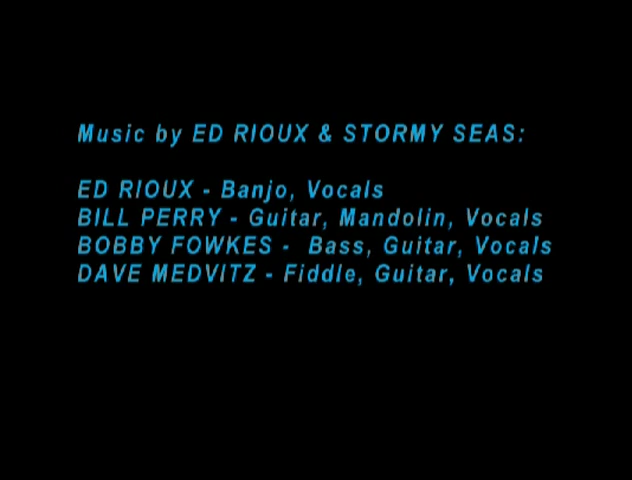 Music by ED RIOUX & STORMY SEAS:
ED RIOUX - Banjo, Vocals
BILL PERRY - Guitar, Mandolin, Vocals
BOBBY FOWKES -  Bass, Guitar, Vocals
DAVE MEDVITZ - Fiddle, Guitar, Vocals